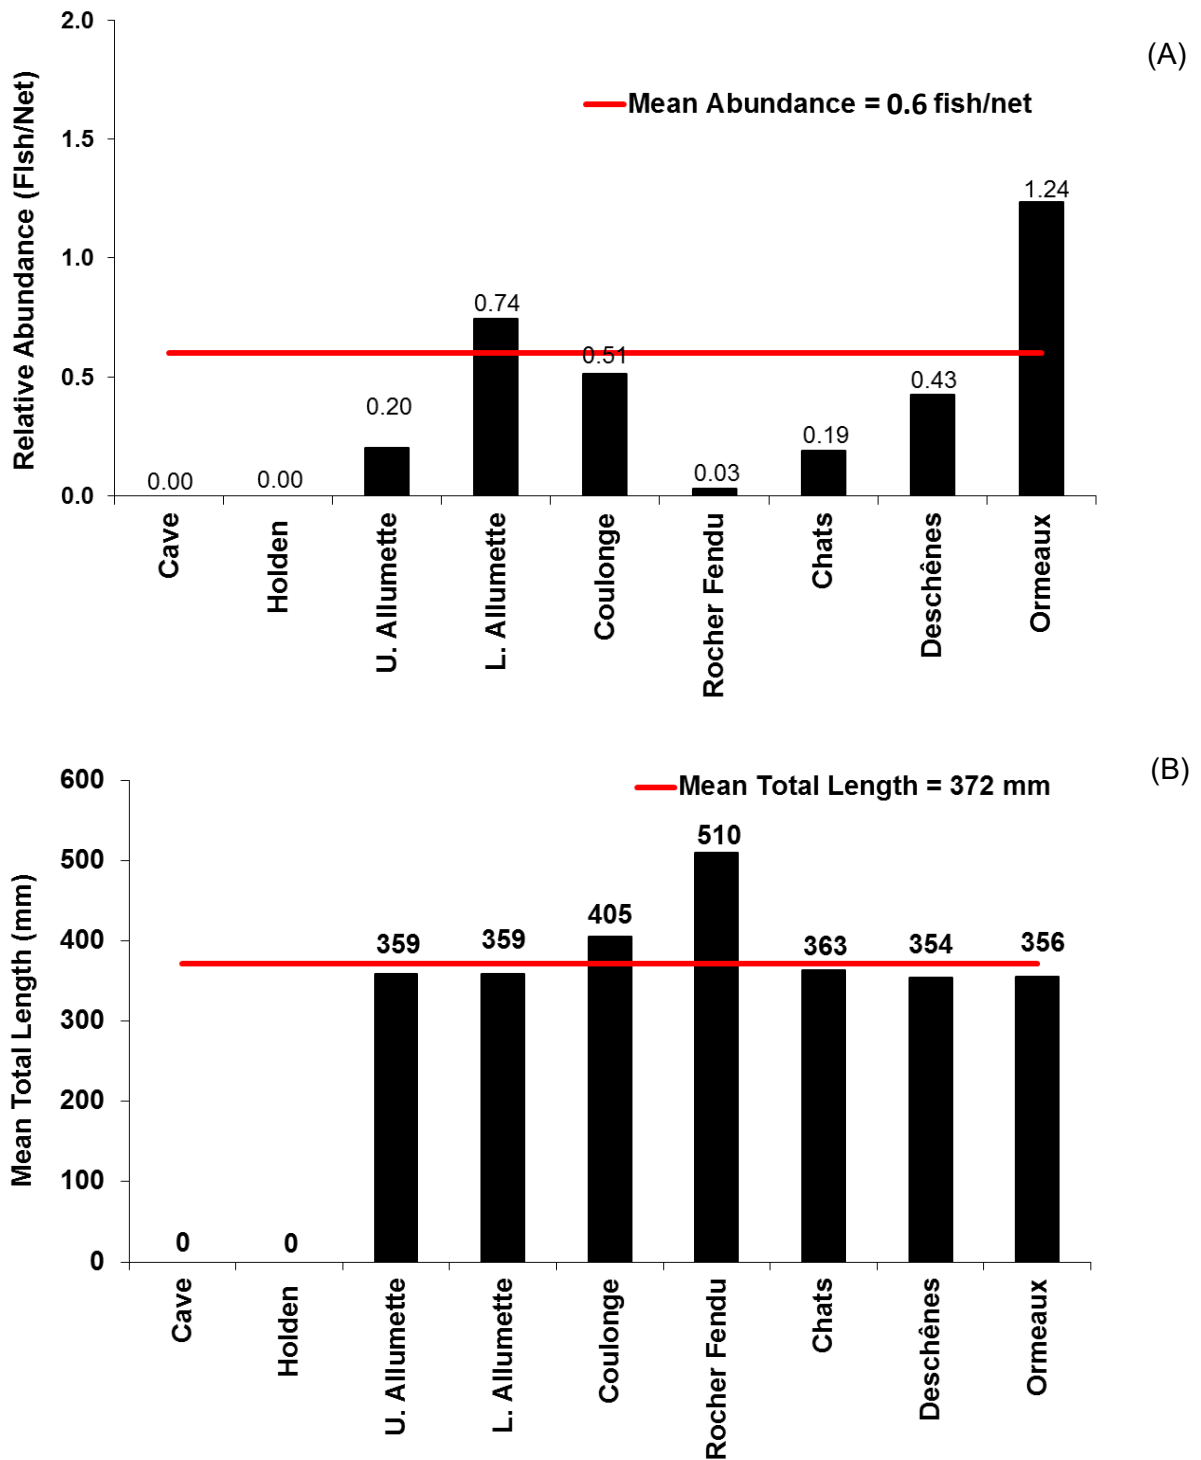 (A)
Relative Abundance (FIsh/Net)
2.0
1.5
1.0
0.5
0.0
Mean Abundance = 0.6 fish/net
0.00
0.00
0.20
0.74
0.51
0.03
0.19
0.43
1.24
Cave
Holden
U. Allumette
L. Allumette
Coulonge
Rocher Fendu
Chats
Deschênes
Ormeaux
(B)
Mean Total Length (mm)
600
500
400
300
200
100
0
Mean Total Length = 372 mm
0
0
359
359
405
510
363
354
356
Cave
Holden
U. Allumette
L. Allumette
Coulonge
Rocher Fendu
Chats
Deschênes
Ormeaux